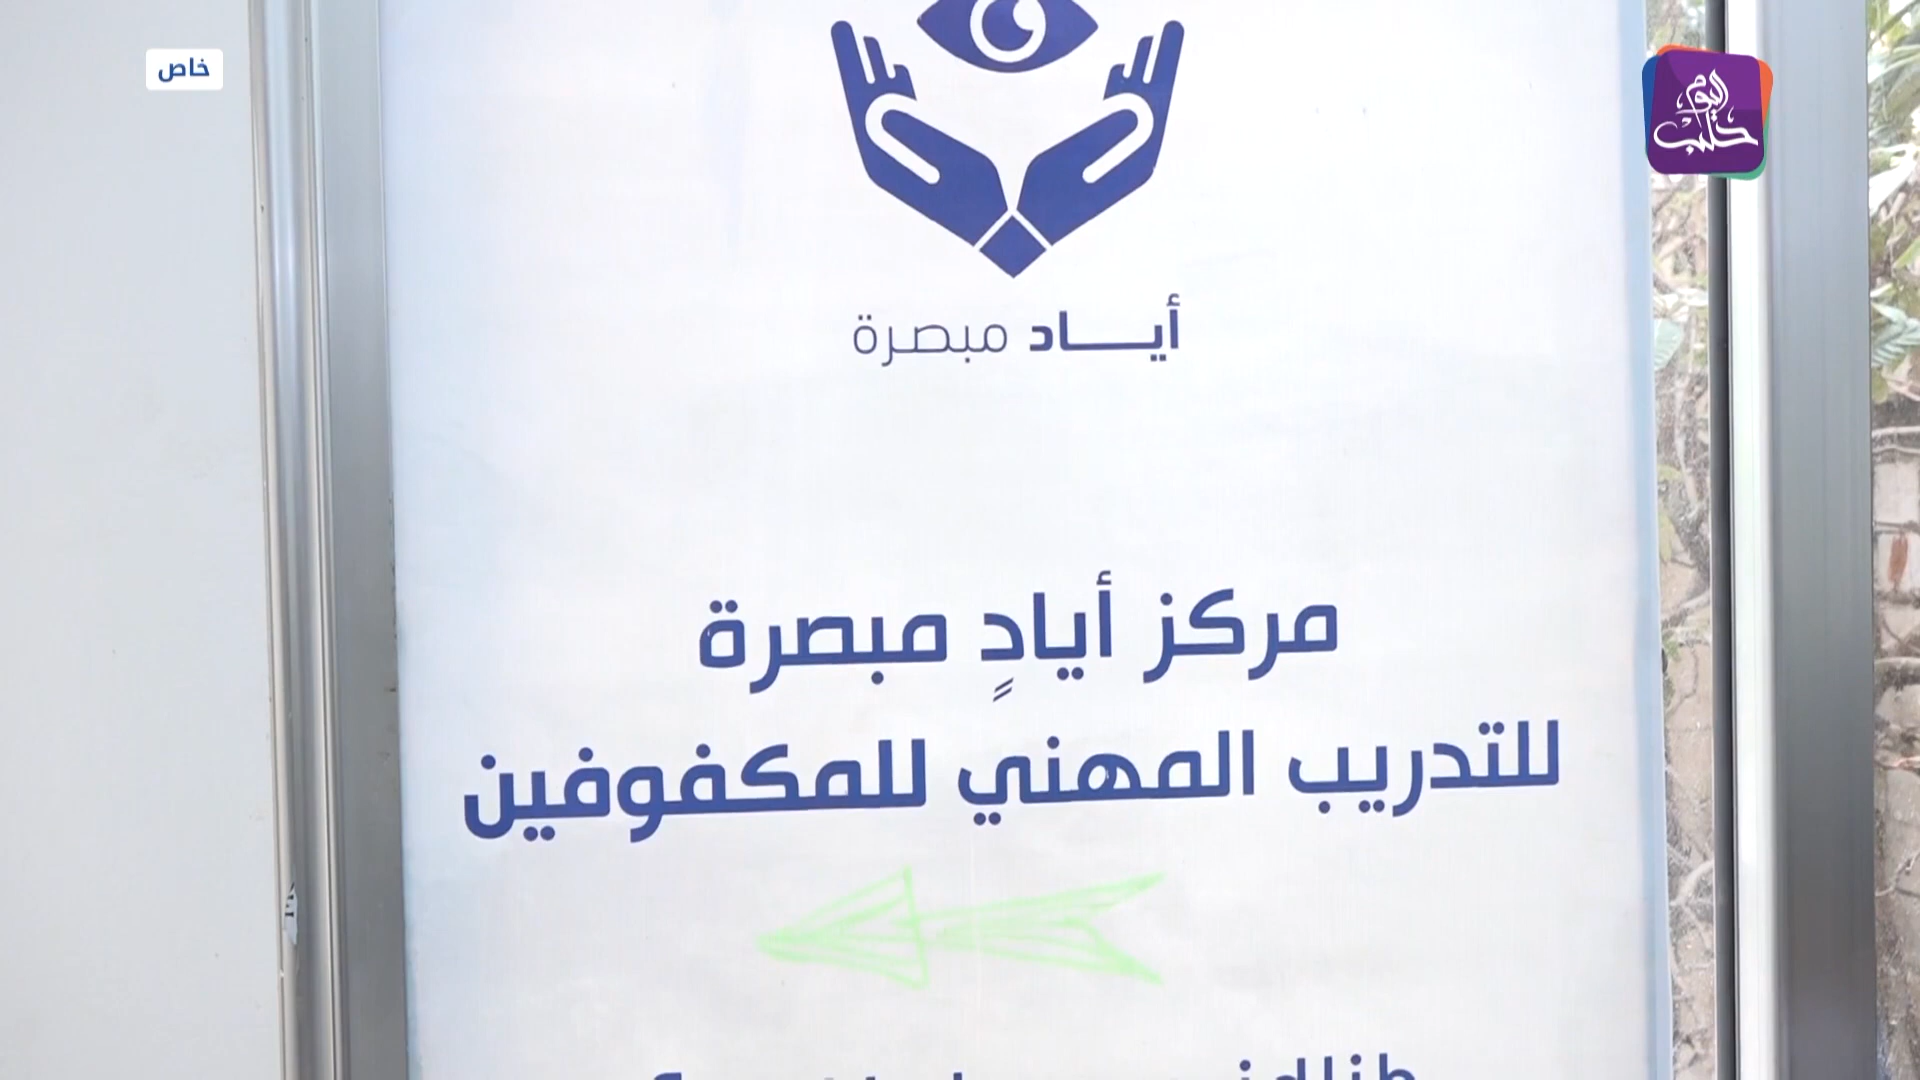 خاص
حلب اليوم
أيـــاد مبصرة
مركز أيادٍ مبصرة
للتدريب المهني للمكفوفين